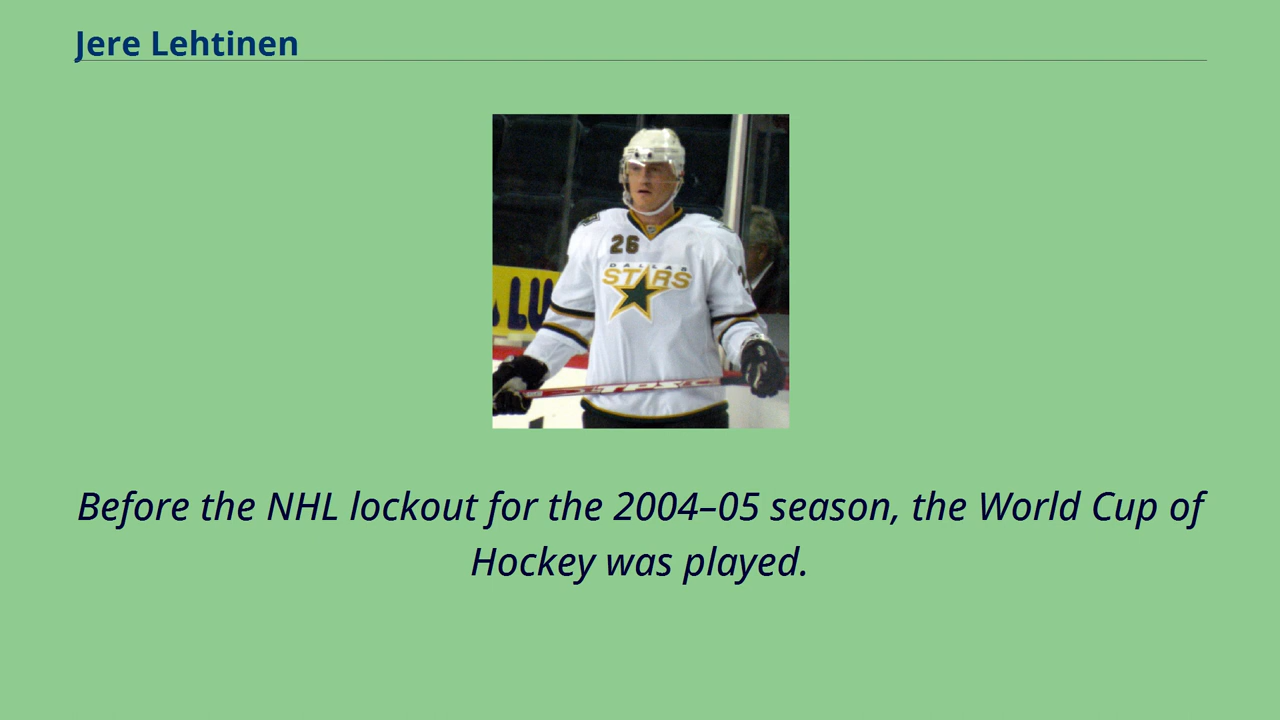 Jere Lehtinen
26
DALLAS
STARS
LU
Before the NHL lockout for the 2004–05 season, the World Cup of
Hockey was played.